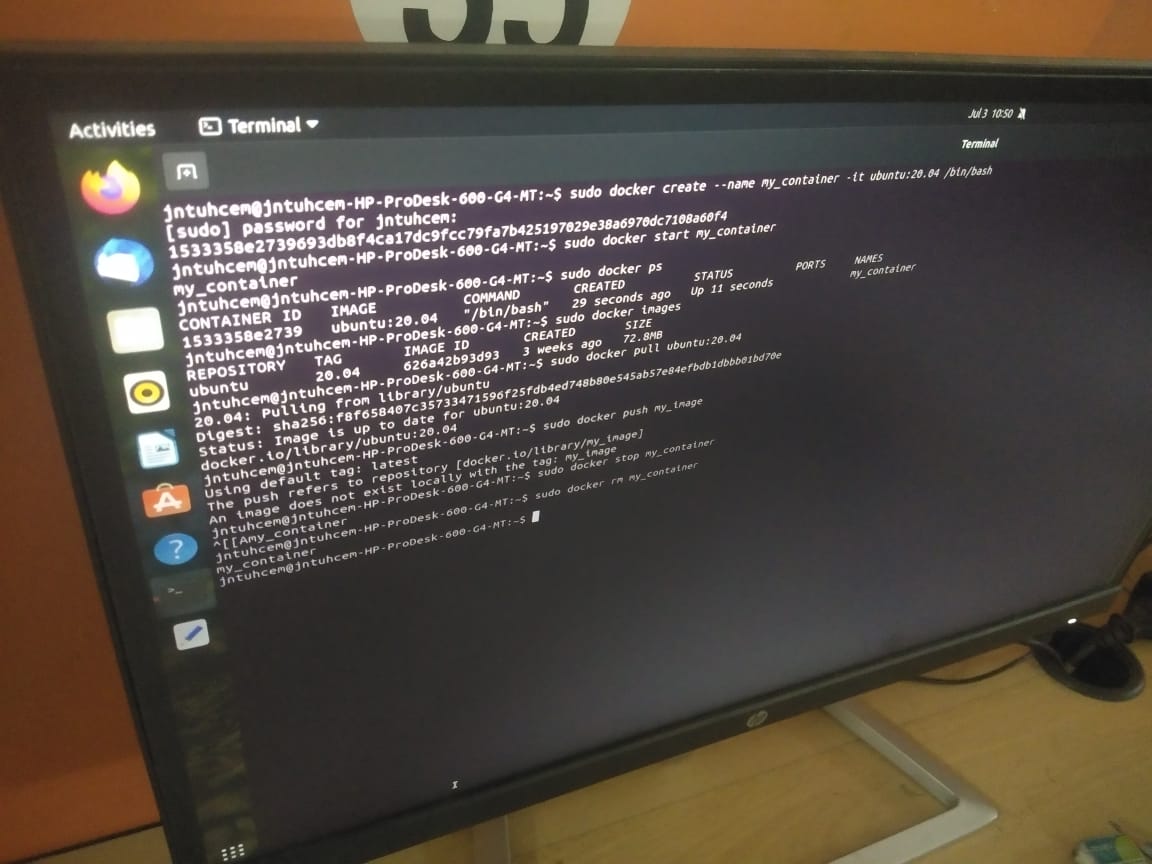 55
Activities
Terminal
Jul 3 10:50
Terminal
jntuhcem@jntuhcem-HP-ProDesk-600-G4-MT:~$ sudo docker create --name my_container -it ubuntu:20.04 /bin/bash
[sudo] password for jntuhcem:
1533358e2739693db8f4ca17dc9fcc79fa7b425197029e38a6970dc7108a60f4
jntuhcem@jntuhcem-HP-ProDesk-600-G4-MT:~$ sudo docker start my_container
my_container
jntuhcem@jntuhcem-HP-ProDesk-600-G4-MT:~$ sudo docker ps
CONTAINER ID IMAGE COMMAND CREATED STATUS PORTS NAMES
1533358e2739 ubuntu:20.04 "/bin/bash" 29 seconds ago Up 11 seconds my_container
jntuhcem@jntuhcem-HP-ProDesk-600-G4-MT:~$ sudo docker images
REPOSITORY TAG IMAGE ID CREATED SIZE
ubuntu 20.04 626a42b93d93 3 weeks ago 72.8MB
jntuhcem@jntuhcem-HP-ProDesk-600-G4-MT:~$ sudo docker pull ubuntu:20.04
20.04: Pulling from library/ubuntu
Digest: sha256:f8f658407c35733471596f25fdb4ed748b80e545ab57e84efbdb1dbbb01bd70e
Status: Image is up to date for ubuntu:20.04
docker.io/library/ubuntu:20.04
jntuhcem@jntuhcem-HP-ProDesk-600-G4-MT:~$ sudo docker push my_image
Using default tag: latest
The push refers to repository [docker.io/library/my_image]
An image does not exist locally with the tag: my_image
jntuhcem@jntuhcem-HP-ProDesk-600-G4-MT:~$ sudo docker stop my_container
^[[Amy_container
jntuhcem@jntuhcem-HP-ProDesk-600-G4-MT:~$ sudo docker rm my_container
my_container
jntuhcem@jntuhcem-HP-ProDesk-600-G4-MT:~$
hp